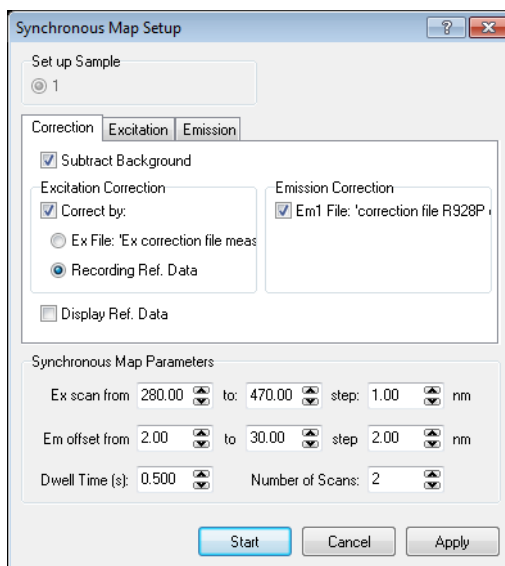 Synchronous Map Setup
Set up Sample
1
Correction Excitation Emission
Subtract Background
Excitation Correction Emission Correction
Correct by: Em1 File: 'correction file R928P
Ex File: 'Ex correction file meas
Recording Ref. Data
Display Ref. Data
Synchronous Map Parameters
Ex scan from 280.00 to: 470.00 step: 1.00 nm
Em offset from 2.00 to 30.00 step 2.00 nm
Dwell Time (s): 0.500 Number of Scans: 2
Start Cancel Apply